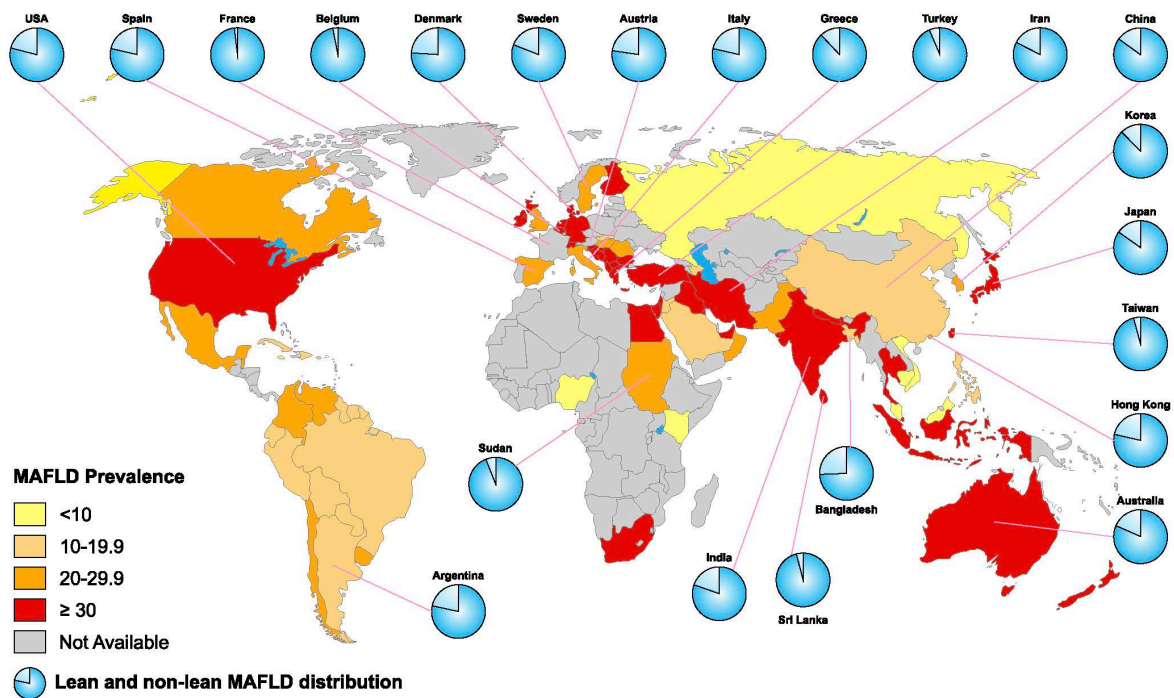 USA
Spain
France
Belgium
Denmark
Sweden
Austria
Italy
Greece
Turkey
Iran
China
Korea
Japan
Taiwan
Hong Kong
Australia
Sudan
Bangladesh
India
Sri Lanka
Argentina
MAFLD Prevalence
<10
10-19.9
20-29.9
≥ 30
Not Available
Lean and non-lean MAFLD distribution